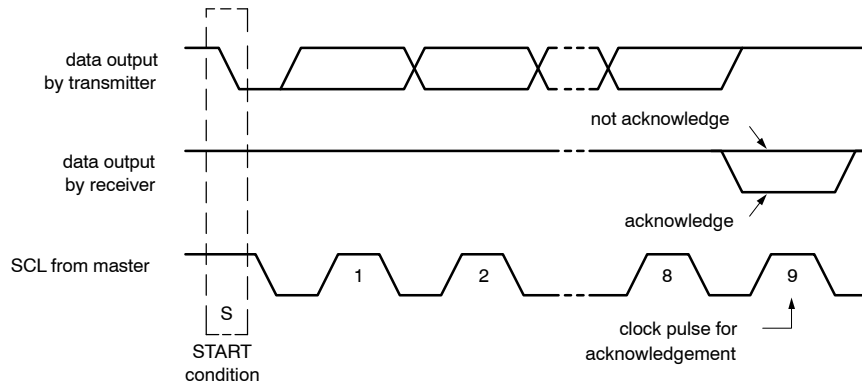 data output
by transmitter
not acknowledge
data output
by receiver
acknowledge
SCL from master
1
2
8
9
S
START
condition
clock pulse for
acknowledgement